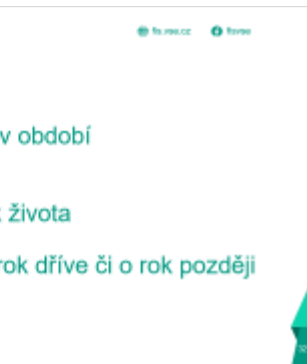 fis.vse.cz fisvse
v období
života
rok dříve či o rok později